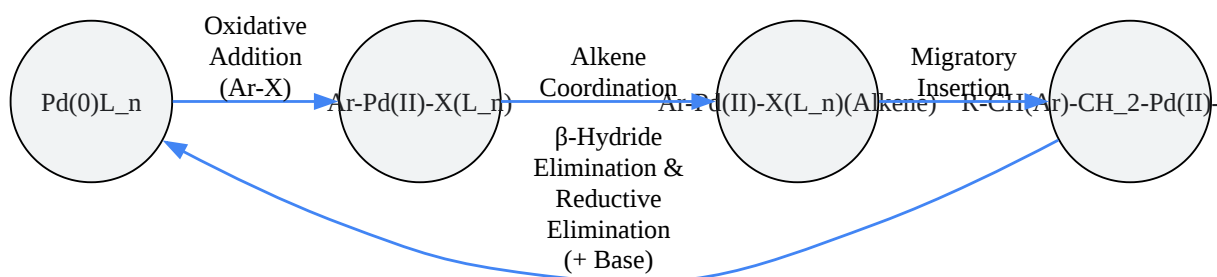 Oxidative
Addition
(Ar-X)
Alkene
Coordination
Migratory
Insertion
Pd(0)L_n
Ar-Pd(II)-X(L_n)
Ar-Pd(II)-X(L_n)(Alkene)
R-CH(Ar)-CH_2-Pd(II)-
β-Hydride
Elimination &
Reductive
Elimination
(+ Base)